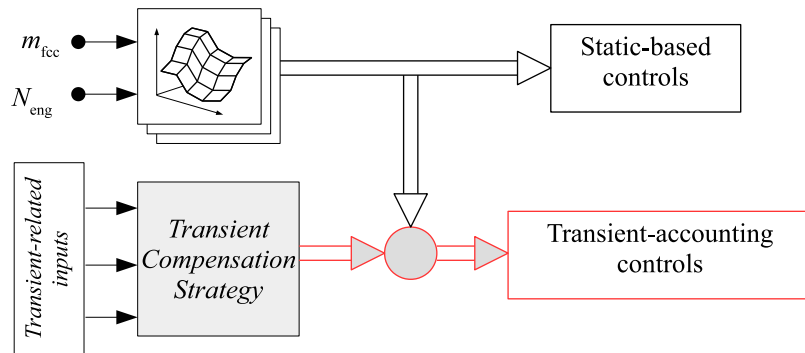 m_fcc
N_eng
Static-based
controls
Transient-related
inputs
Transient
Compensation
Strategy
Transient-accounting
controls